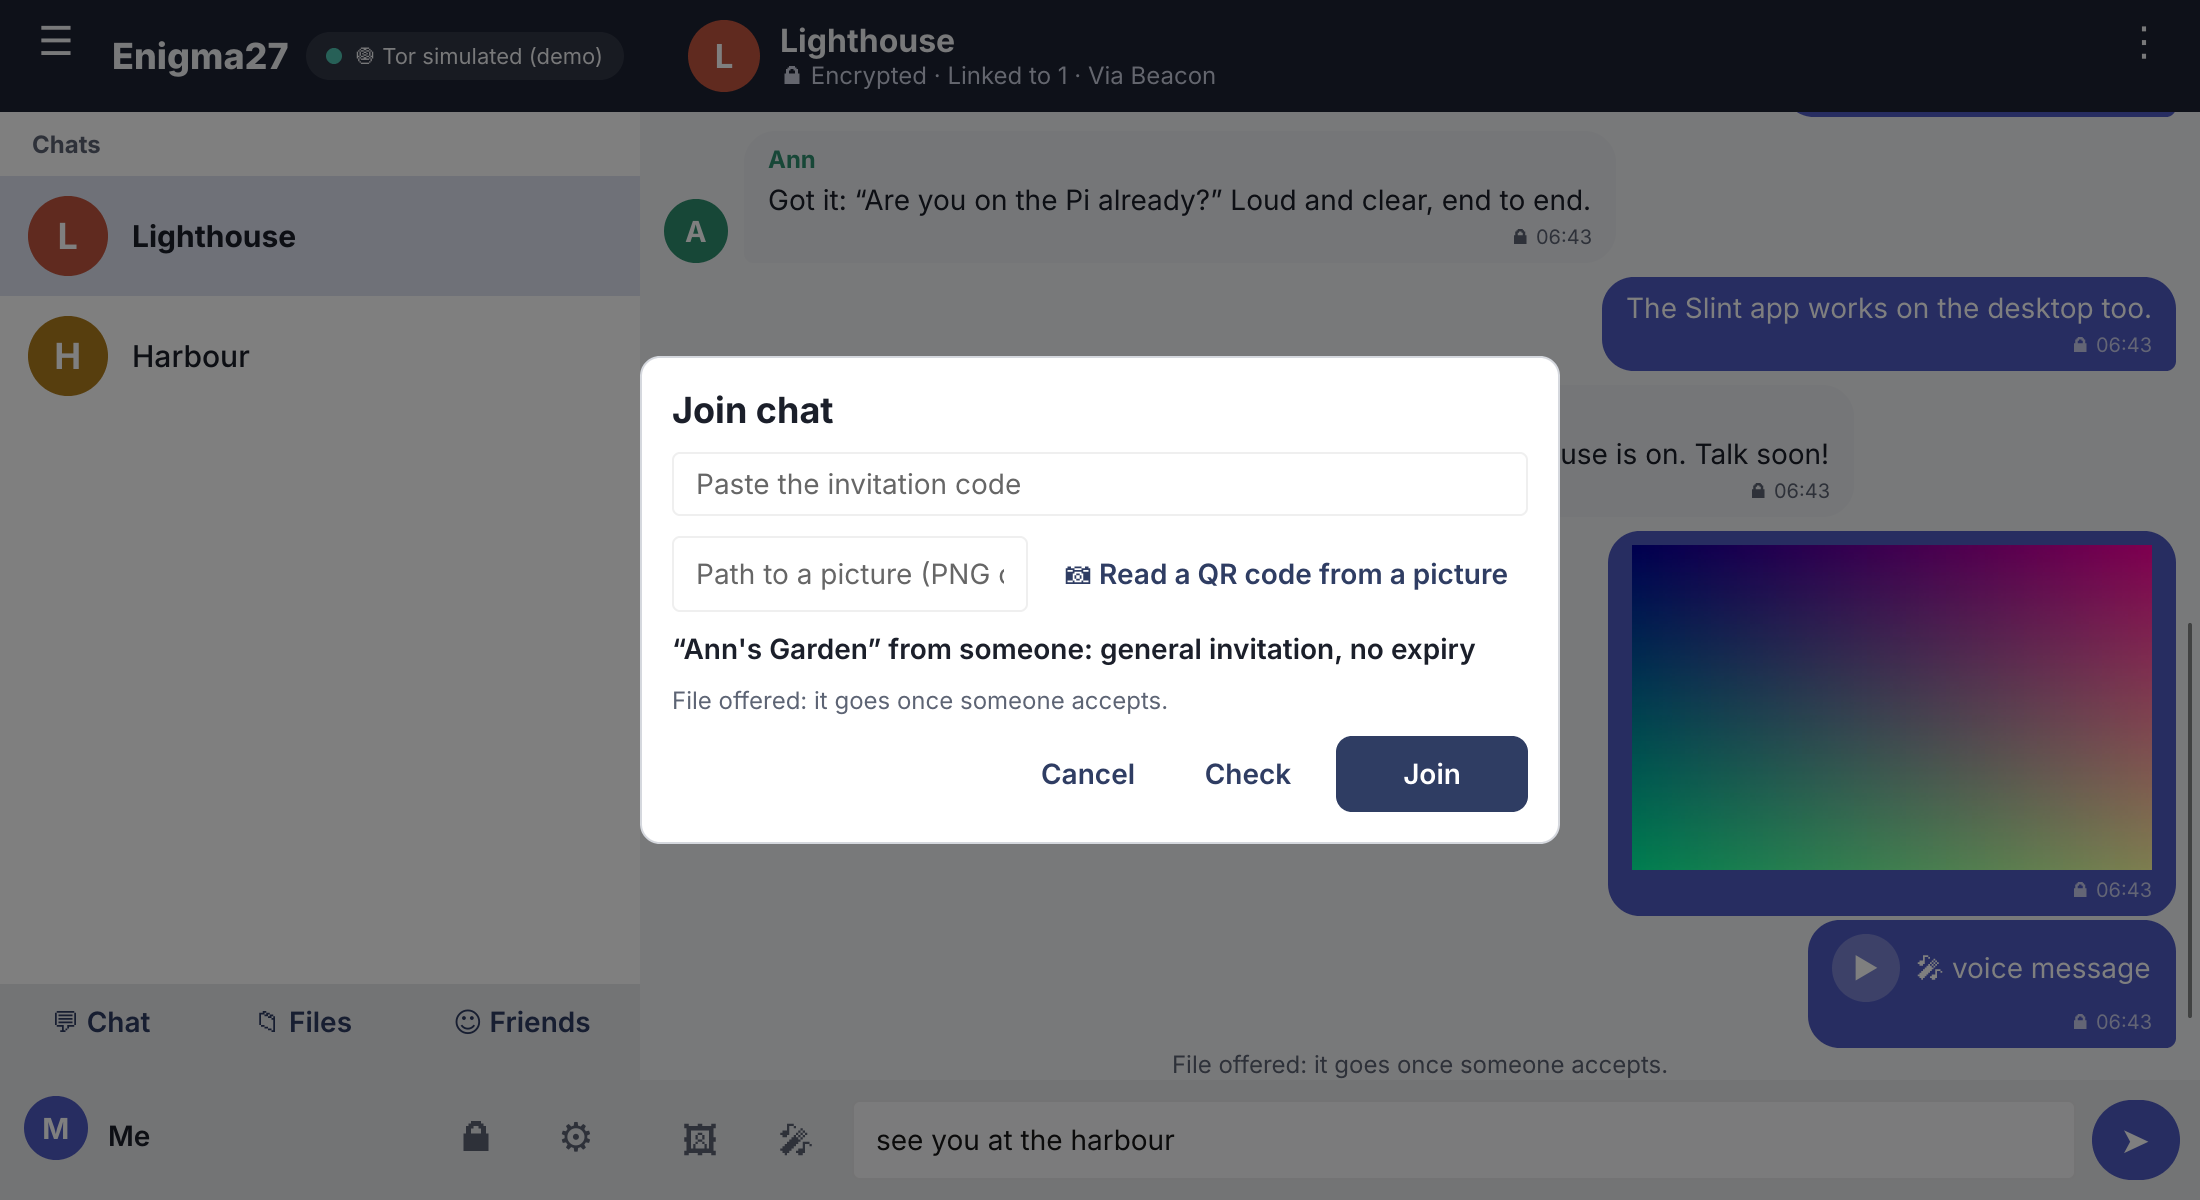 Enigma27
Tor simulated (demo)
L
Lighthouse
Encrypted · Linked to 1 · Via Beacon
Chats
L
Lighthouse
H
Harbour
Ann
A
Got it: “Are you on the Pi already?” Loud and clear, end to end.
06:43
The Slint app works on the desktop too.
06:43
use is on. Talk soon!
06:43
Join chat
Paste the invitation code
Path to a picture (PNG
Read a QR code from a picture
“Ann's Garden” from someone: general invitation, no expiry
File offered: it goes once someone accepts.
Cancel
Check
Join
06:43
voice message
06:43
File offered: it goes once someone accepts.
Chat
Files
Friends
M
Me
see you at the harbour